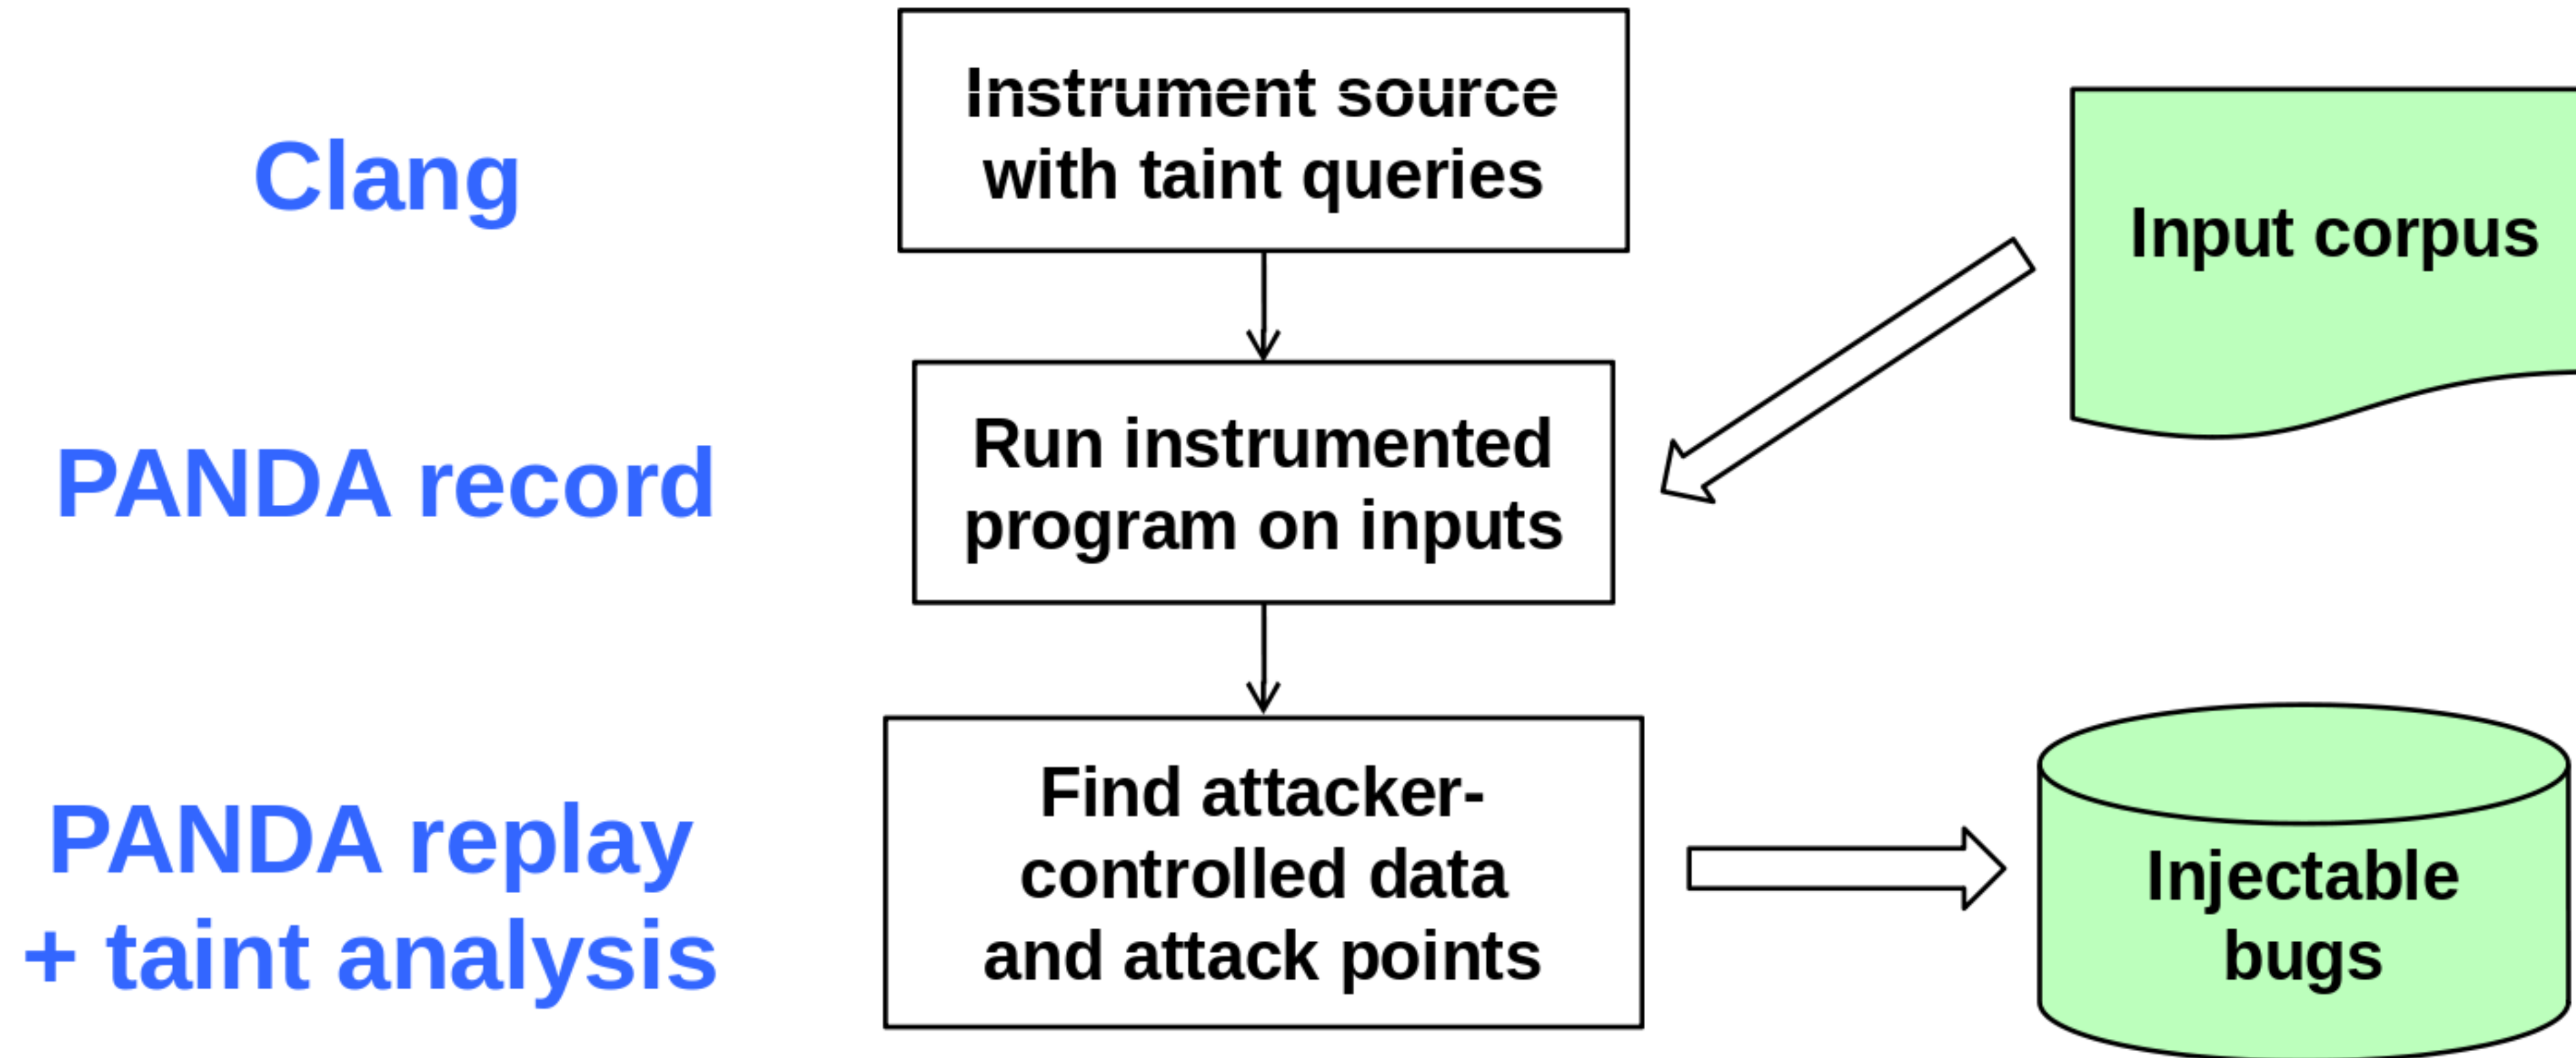 Clang
Instrument source
with taint queries
Input corpus
PANDA record
Run instrumented
program on inputs
PANDA replay
+ taint analysis
Find attacker-
controlled data
and attack points
Injectable
bugs